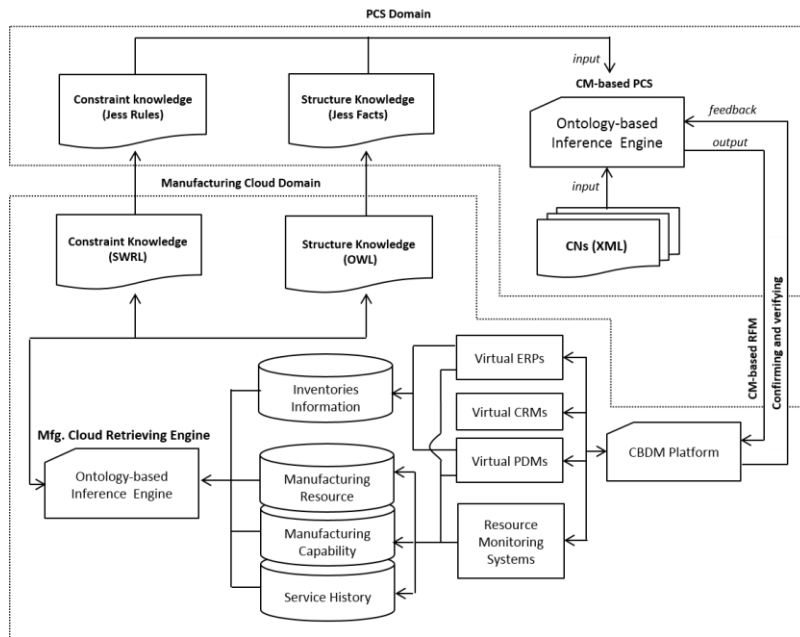 PCS Domain
input
CM-based PCS
Constraint knowledge
(Jess Rules)
Structure Knowledge
(Jess Facts)
Ontology-based
Inference Engine
feedback
output
Manufacturing Cloud Domain
input
Constraint Knowledge
(SWRL)
Structure Knowledge
(OWL)
CNs (XML)
CM-based RFM
Confirming and verifying
Virtual ERPs
Inventories
Information
Virtual CRMs
Mfg. Cloud Retrieving Engine
Virtual PDMs
CBDM Platform
Ontology-based
Inference Engine
Manufacturing
Resource
Manufacturing
Capability
Resource
Monitoring
Systems
Service History